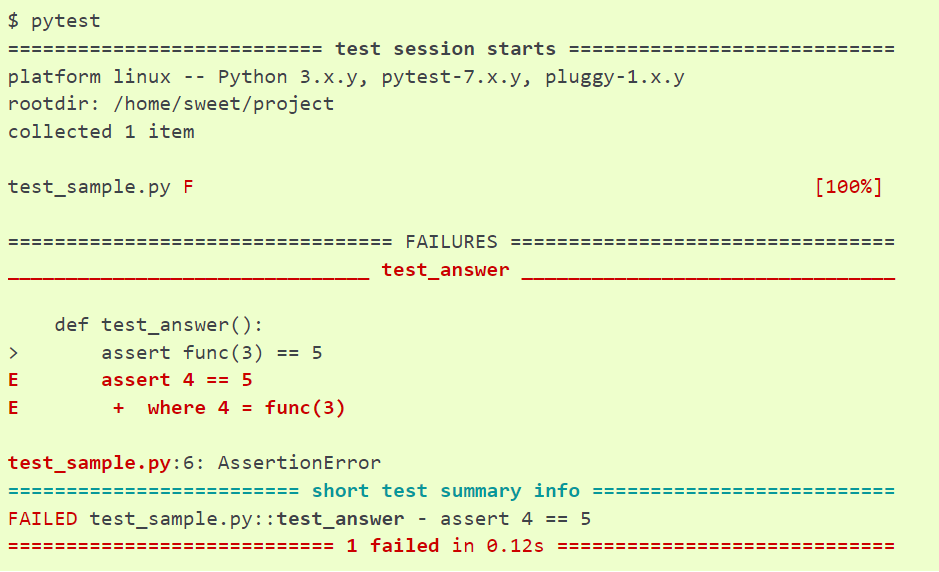 $ pytest
=========================== test session starts ============================
platform linux -- Python 3.x.y, pytest-7.x.y, pluggy-1.x.y
rootdir: /home/sweet/project
collected 1 item

test_sample.py F                                                     [100%]

================================= FAILURES =================================
_______________________________ test_answer ________________________________

    def test_answer():
>       assert func(3) == 5
E       assert 4 == 5
E        +  where 4 = func(3)

test_sample.py:6: AssertionError
========================= short test summary info ==========================
FAILED test_sample.py::test_answer - assert 4 == 5
============================ 1 failed in 0.12s =============================